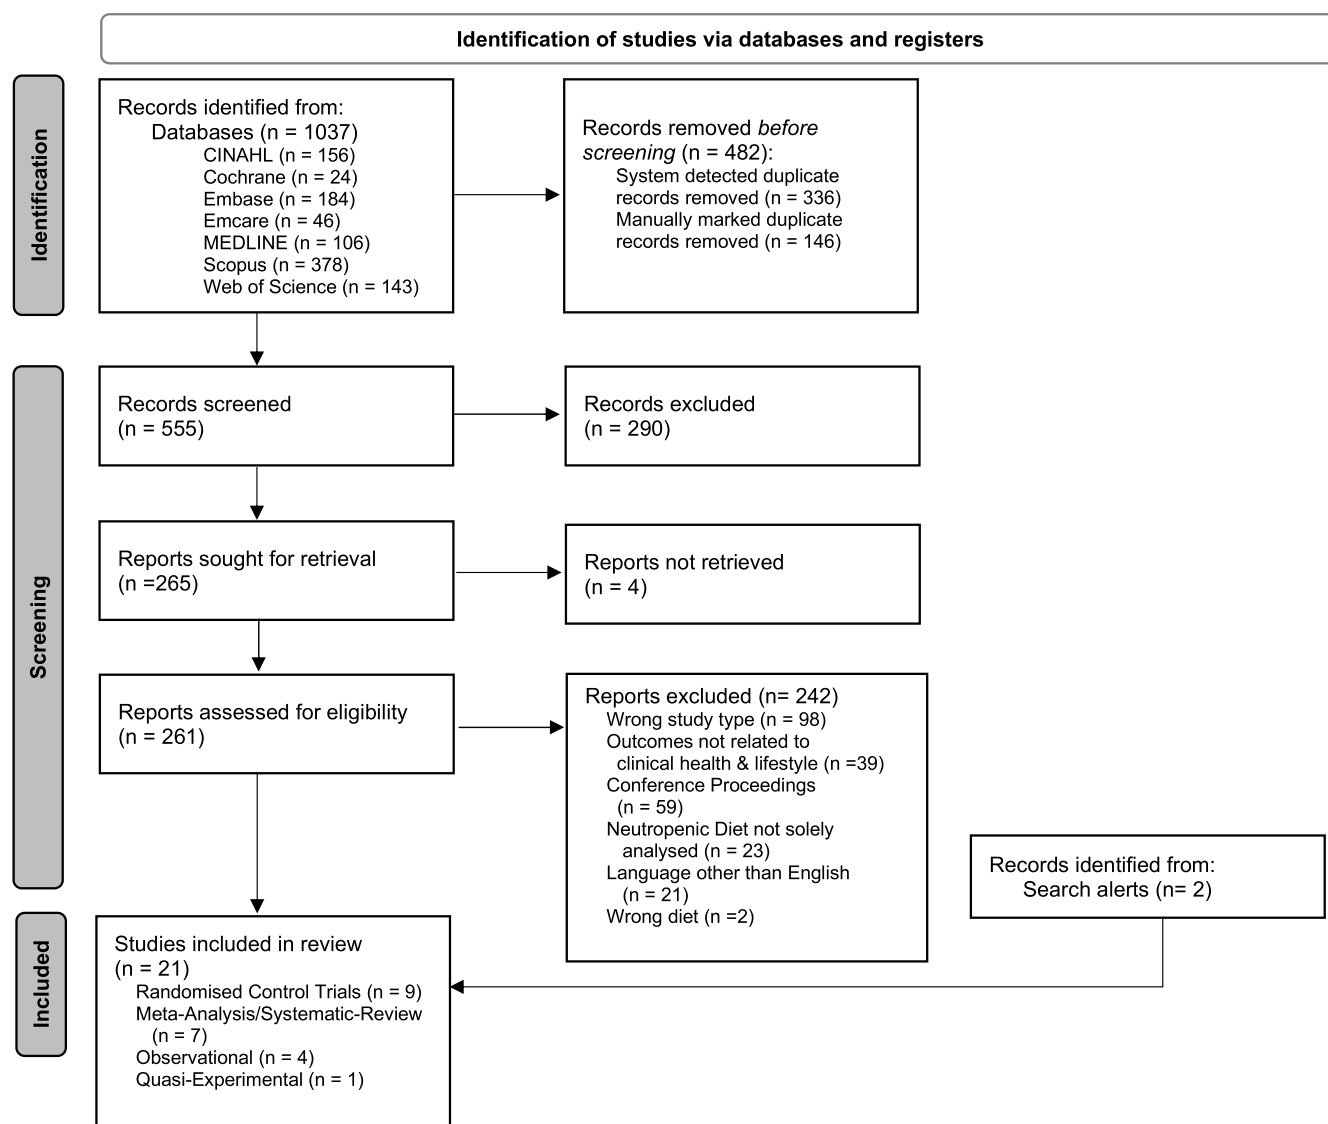 Identification of studies via databases and registers
Identification
Records identified from:
Databases (n = 1037)
CINAHL (n = 156)
Cochrane (n = 24)
Embase (n = 184)
Emcare (n = 46)
MEDLINE (n = 106)
Scopus (n = 378)
Web of Science (n = 143)
Records removed before
screening (n = 482):
System detected duplicate
records removed (n = 336)
Manually marked duplicate
records removed (n = 146)
Screening
Records screened
(n = 555)
Records excluded
(n = 290)
Reports sought for retrieval
(n =265)
Reports not retrieved
(n = 4)
Reports assessed for eligibility
(n = 261)
Reports excluded (n= 242)
Wrong study type (n = 98)
Outcomes not related to
clinical health & lifestyle (n =39)
Conference Proceedings
(n = 59)
Neutropenic Diet not solely
analysed (n = 23)
Language other than English
(n = 21)
Wrong diet (n =2)
Records identified from:
Search alerts (n= 2)
Included
Studies included in review
(n = 21)
Randomised Control Trials (n = 9)
Meta-Analysis/Systematic-Review
(n = 7)
Observational (n = 4)
Quasi-Experimental (n = 1)